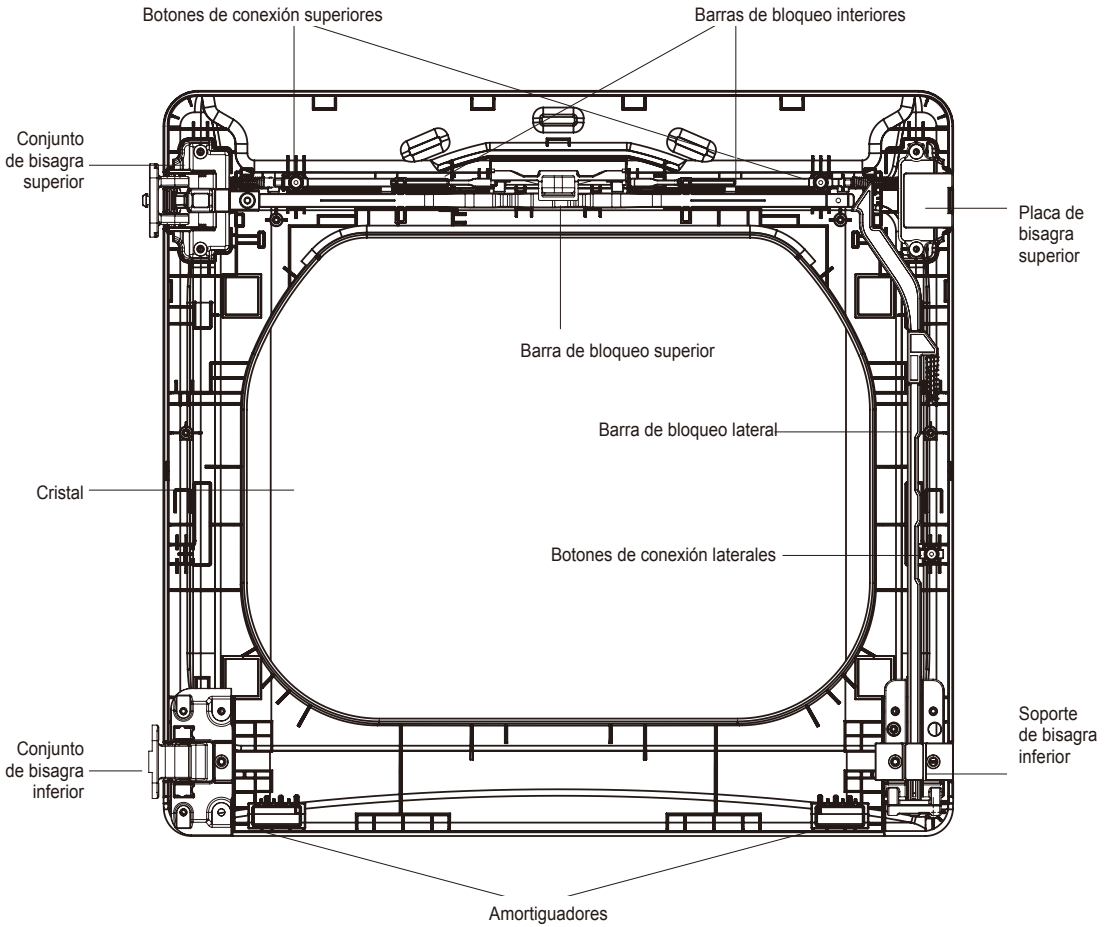 Botones de conexión superiores
Barras de bloqueo interiores
Conjunto
de bisagra
superior
Placa de
bisagra
superior
Barra de bloqueo superior
Barra de bloqueo lateral
Cristal
Botones de conexión laterales
Conjunto
de bisagra
inferior
Soporte
de bisagra
inferior
Amortiguadores